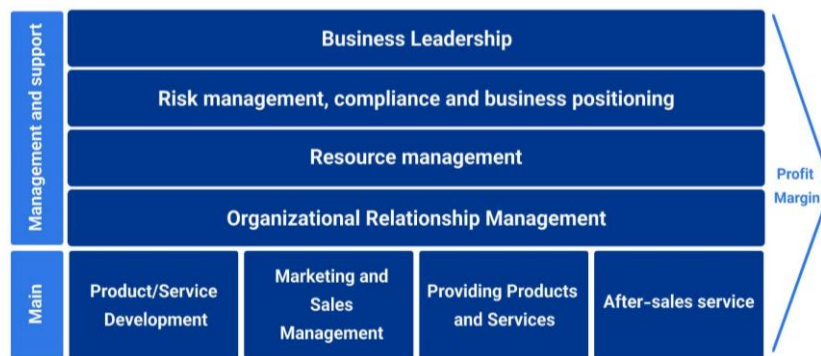 Management and support
Business Leadership
Risk management, compliance and business positioning
Resource management
Organizational Relationship Management
Profit
Margin
Main
Product/Service
Development
Marketing and
Sales
Management
Providing Products
and Services
After-sales service